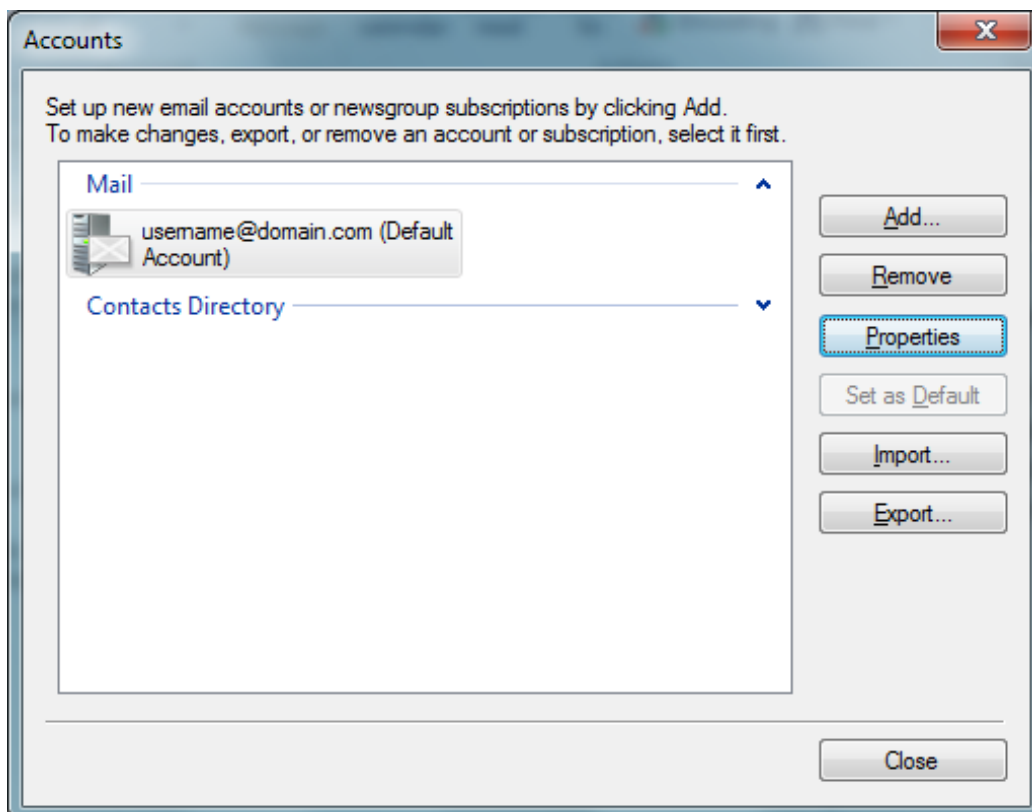 Accounts
Set up new email accounts or newsgroup subscriptions by clicking Add.
To make changes, export, or remove an account or subscription, select it first.
Mail
username@domain.com (Default
Account)
Contacts Directory
Add...
Remove
Properties
Set as Default
Import...
Export...
Close